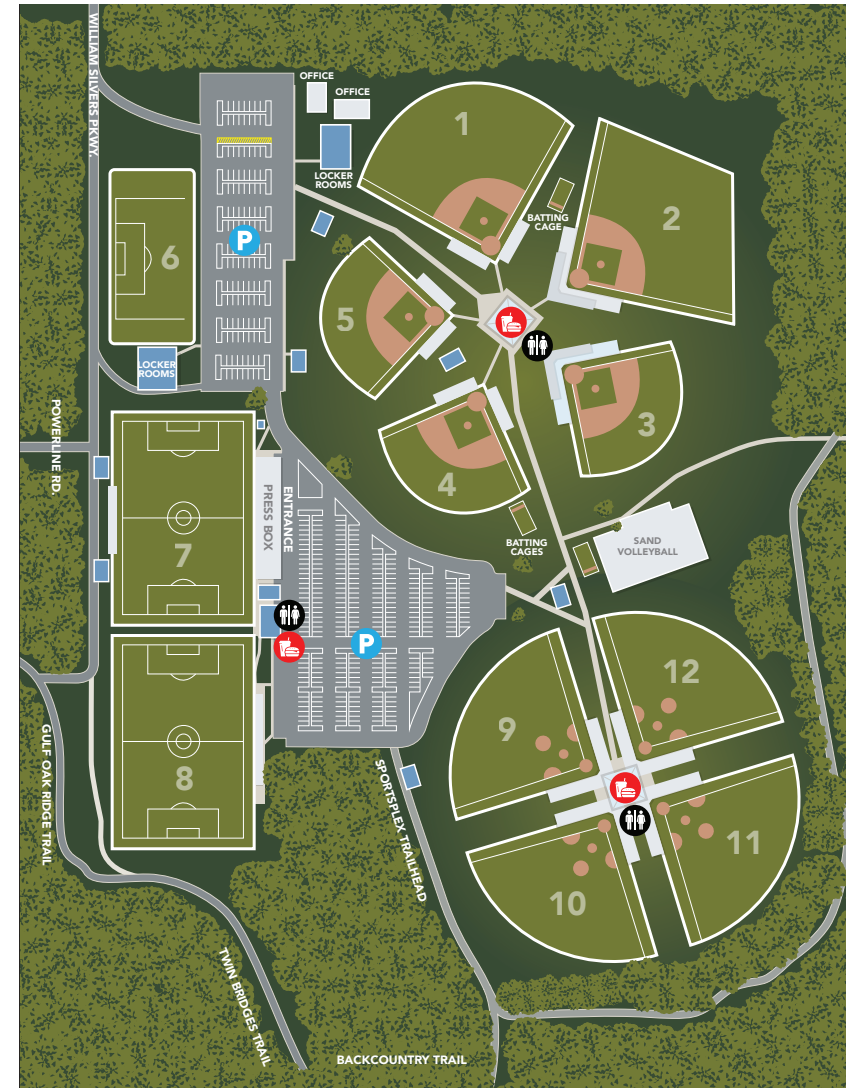 WILLIAM SILVERS PKWY.
OFFICE
OFFICE
LOCKER
ROOMS
1
2
BATTING
CAGE
6
P
5
3
LOCKER
ROOMS
4
POWERLINE RD.
ENTRANCE
PRESS BOX
7
BATTING
CAGES
SAND
VOLLEYBALL
P
12
9
8
11
10
GULF OAK RIDGE TRAIL
SPORTSPLEX TRAILHEAD
TWIN BRIDGES TRAIL
BACKCOUNTRY TRAIL